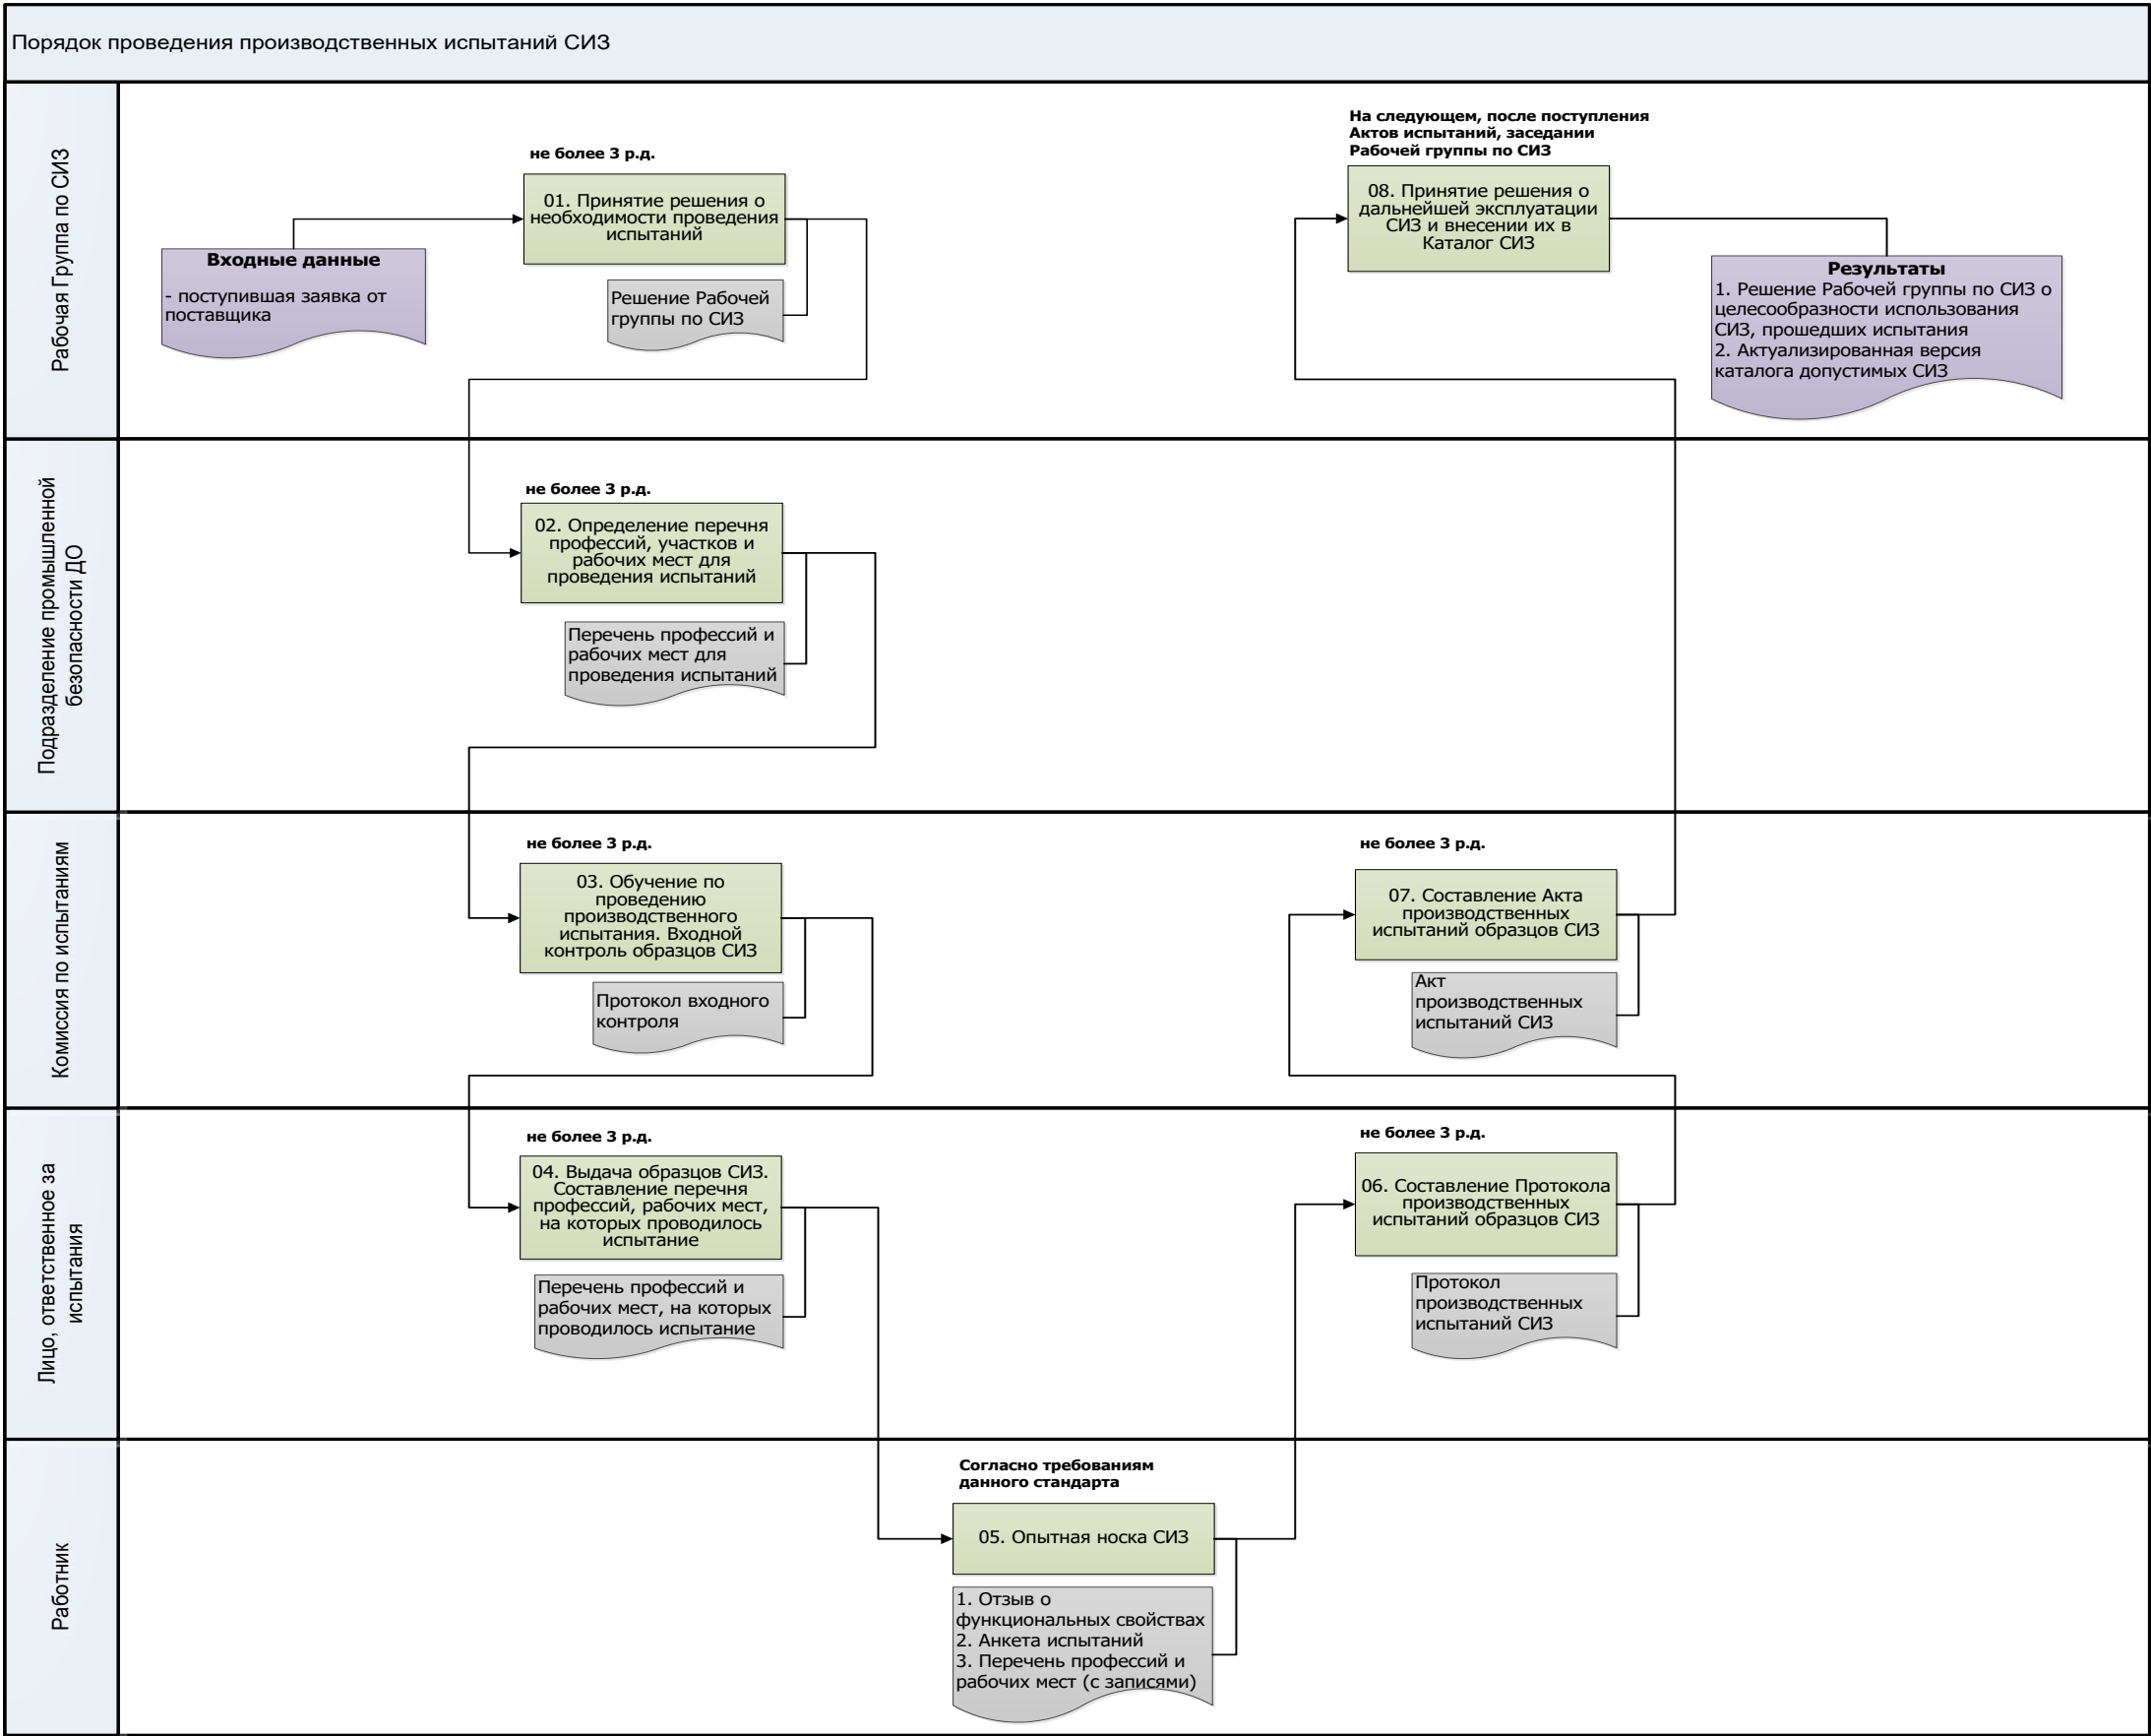 Порядок проведения производственных испытаний СИЗ
Рабочая Группа по СИЗ
Входные данные
- поступившая заявка от
поставщика
не более 3 р.д.
01. Принятие решения о
необходимости проведения
испытаний
Решение Рабочей
группы по СИЗ
На следующем, после поступления
Актов испытаний, заседании
Рабочей группы по СИЗ
08. Принятие решения о
дальнейшей эксплуатации
СИЗ и внесении их в
Каталог СИЗ
Результаты
1. Решение Рабочей группы по СИЗ о
целесообразности использования
СИЗ, прошедших испытания
2. Актуализированная версия
каталога допустимых СИЗ
Подразделение промышленной
безопасности ДО
не более 3 р.д.
02. Определение перечня
профессий, участков и
рабочих мест для
проведения испытаний
Перечень профессий и
рабочих мест для
проведения испытаний
Комиссия по испытаниям
не более 3 р.д.
03. Обучение по
проведению
производственного
испытания. Входной
контроль образцов СИЗ
Протокол входного
контроля
не более 3 р.д.
07. Составление Акта
производственных
испытаний образцов СИЗ
Акт
производственных
испытаний СИЗ
Лицо, ответственное за
испытания
не более 3 р.д.
04. Выдача образцов СИЗ.
Составление перечня
профессий, рабочих мест,
на которых проводилось
испытание
Перечень профессий и
рабочих мест, на которых
проводилось испытание
не более 3 р.д.
06. Составление Протокола
производственных
испытаний образцов СИЗ
Протокол
производственных
испытаний СИЗ
Работник
Согласно требованиям
данного стандарта
05. Опытная носка СИЗ
1. Отзыв о
функциональных свойствах
2. Анкета испытаний
3. Перечень профессий и
рабочих мест (с записями)